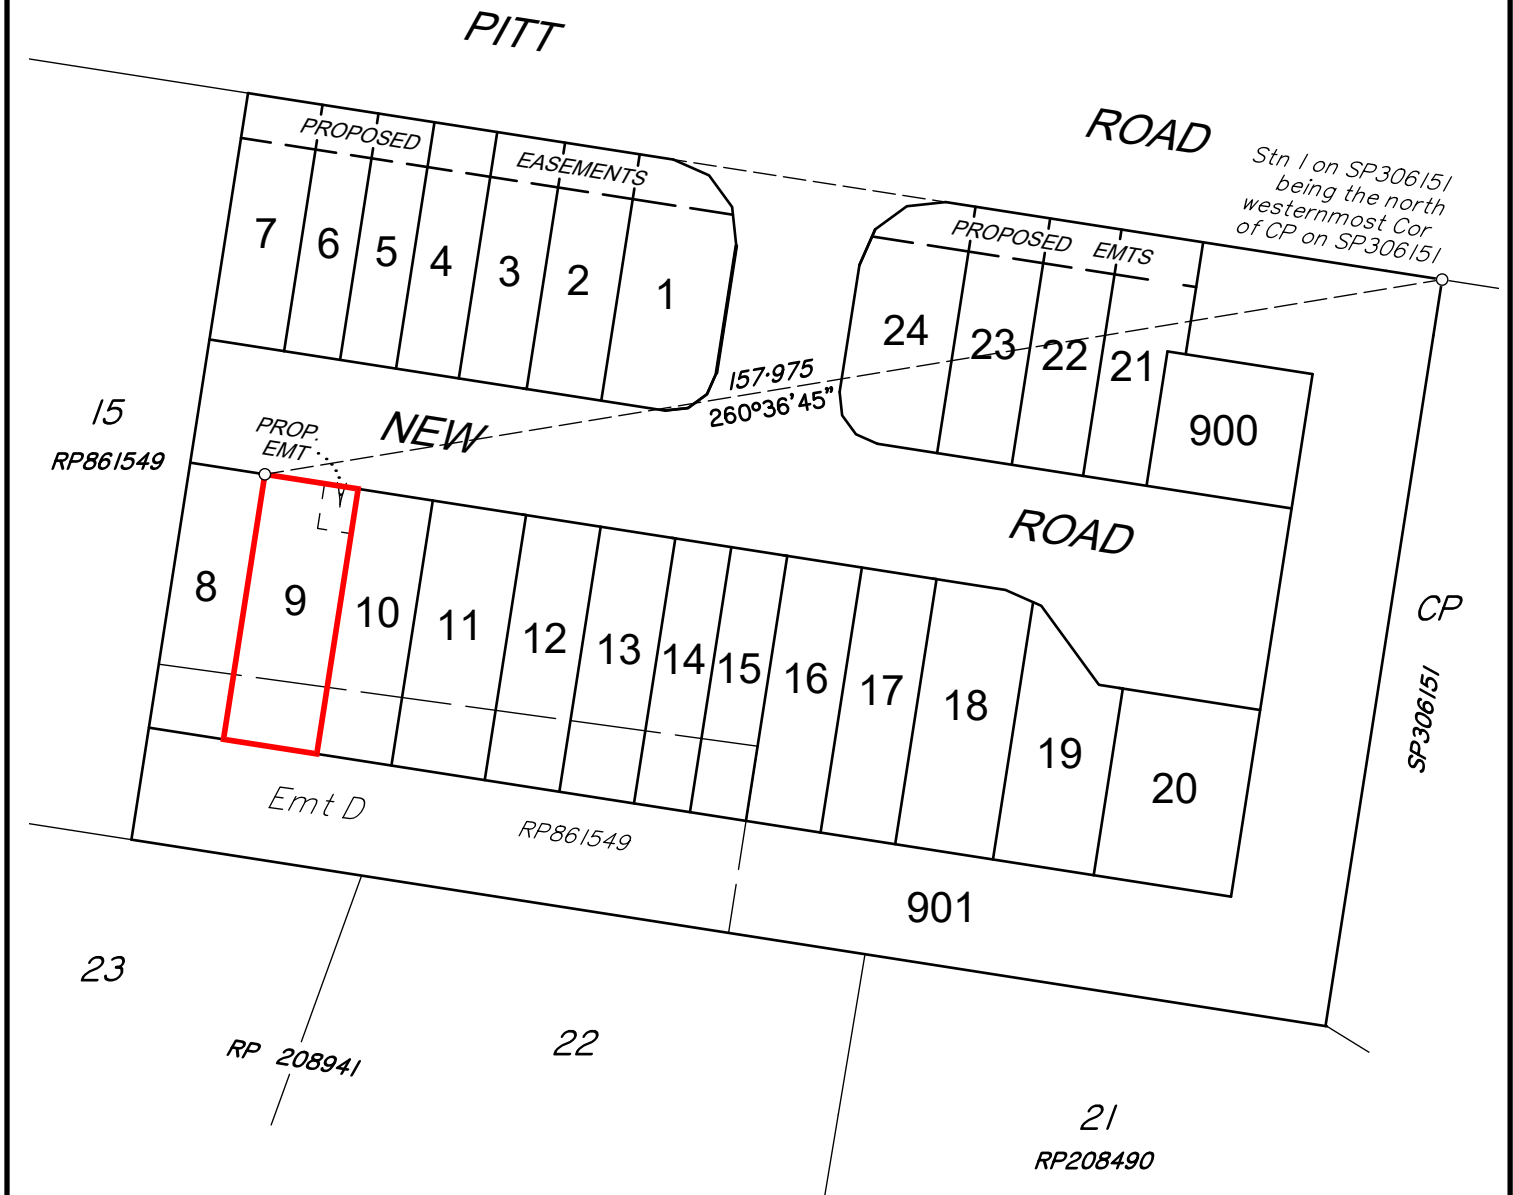 PITT
ROAD
Stn 1 on SP306151
being the north
westernmost Cor
of CP on SP306151
PROPOSED
EASEMENTS
PROPOSED EMTS
7
6
5
4
3
2
1
24
23
22
21
900
157·975
260°36'45"
15
RP861549
PROP.
EMT
NEW
ROAD
8
9
10
11
12
13
14
15
16
17
18
19
20
CP
SP306151
Emt D
RP861549
901
23
RP 208941
22
21
RP208490